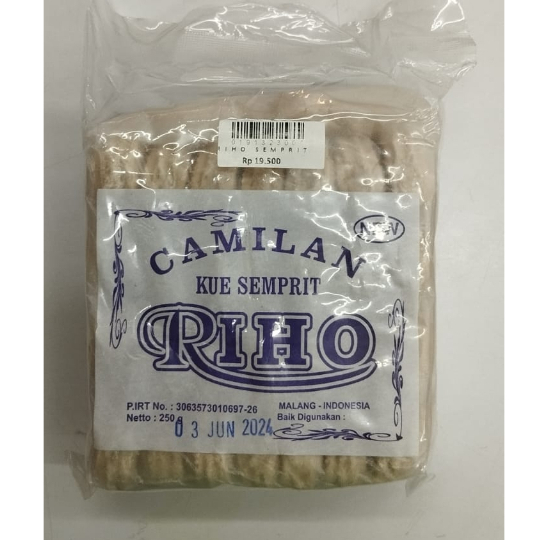 RIHO SEMPRIT
Rp 19.500
NEW
CAMILAN
KUE SEMPRIT
RIHO
P.IRT No. : 3063573010697-26 MALANG - INDONESIA
Netto : 250 g Baik Digunakan :
03 JUN 2024